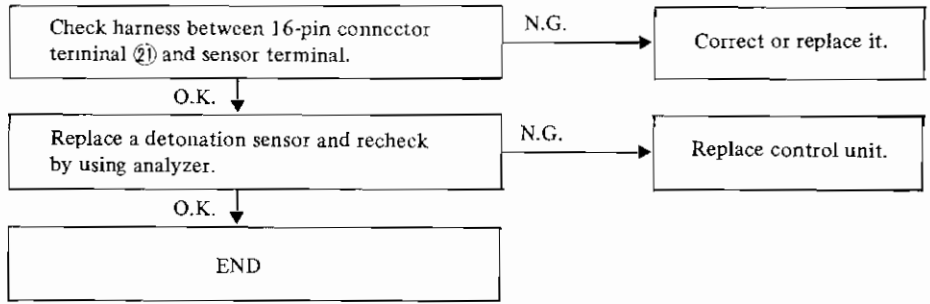 Check harness between 16-pin connector
terminal ㉑ and sensor terminal.
N.G.
Correct or replace it.
O.K.
Replace a detonation sensor and recheck
by using analyzer.
N.G.
Replace control unit.
O.K.
END